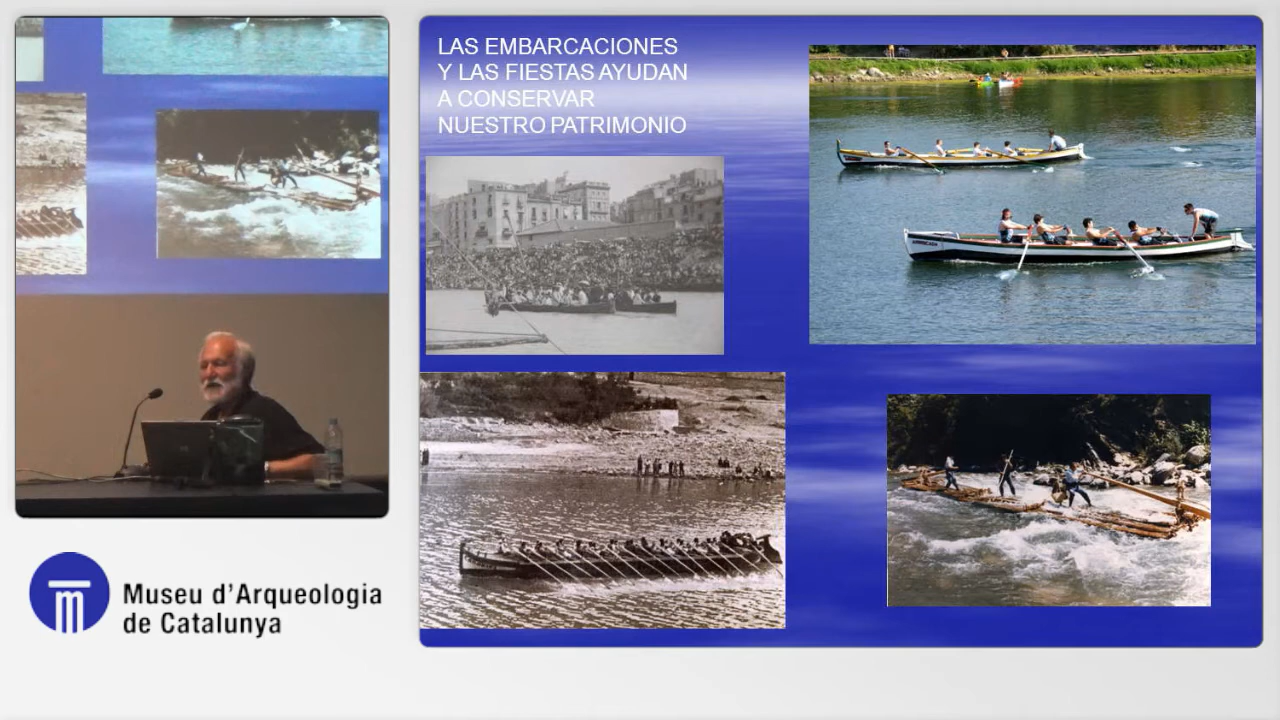 LAS EMBARCACIONES
Y LAS FIESTAS AYUDAN
A CONSERVAR
NUESTRO PATRIMONIO
Museu d'Arqueologia
de Catalunya